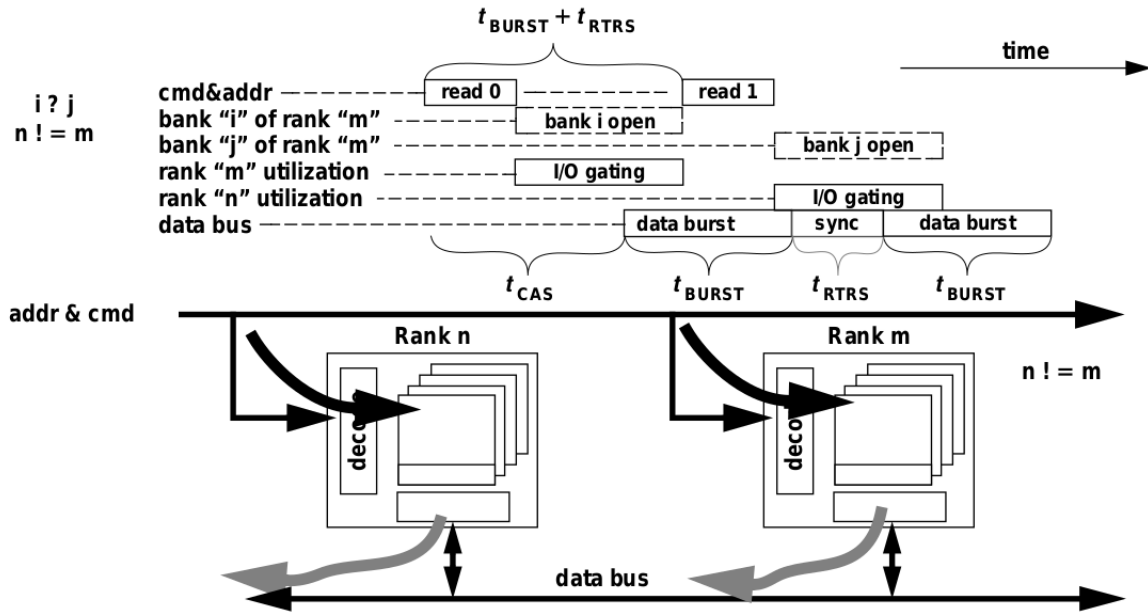 t BURST + t RTRS
time
i ? j
n ! = m
cmd&addr read 0 read 1
bank “i” of rank “m” bank i open
bank “j” of rank “m” bank j open
rank “m” utilization I/O gating
rank “n” utilization I/O gating
data bus data burst sync data burst
t CAS t BURST t RTRS t BURST
addr & cmd
Rank n Rank m
n ! = m
data bus